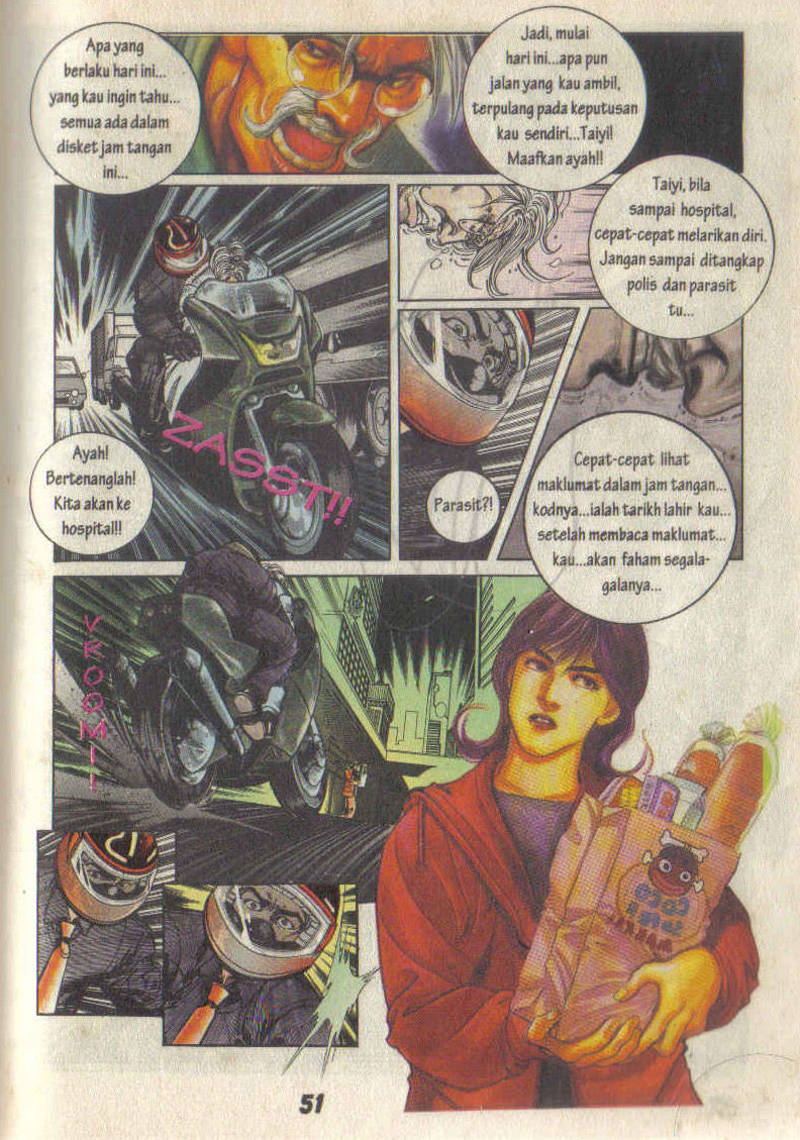 Apa yang
berlaku hari ini...
yang kau ingin tahu...
semua ada dalam
disket jam tangan
ini...
Jadi, mulai
hari ini...apa pun
jalan yang kau ambil,
terpulang pada keputusan
kau sendiri...Taiyi!
Maafkan ayah!!
Taiyi, bila
sampai hospital,
cepat-cepat melarikan diri.
Jangan sampai ditangkap
polis dan parasit
tu...
ZASST!!
Ayah!
Bertenanglah!
Kita akan ke
hospital!!
Parasit?!
Cepat-cepat lihat
maklumat dalam jam tangan...
kodnya...ialah tarikh lahir kau...
setelah membaca maklumat...
kau...akan faham segala-
galanya...
VROOM!!
51